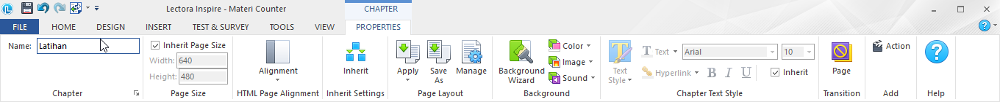 Lectora Inspire - Materi Counter
CHAPTER
FILE HOME DESIGN INSERT TEST & SURVEY TOOLS VIEW PROPERTIES
Name: Latihan
Chapter
Inherit Page Size
Width: 640
Height: 480
Page Size
Alignment
HTML Page Alignment
Inherit
Inherit Settings
Apply
Save As
Manage
Page Layout
Background Wizard
Color
Image
Sound
Background
Text Style
Text Arial 10
Hyperlink B I U Inherit
Chapter Text Style
Page
Transition
Action
Add
?
Help